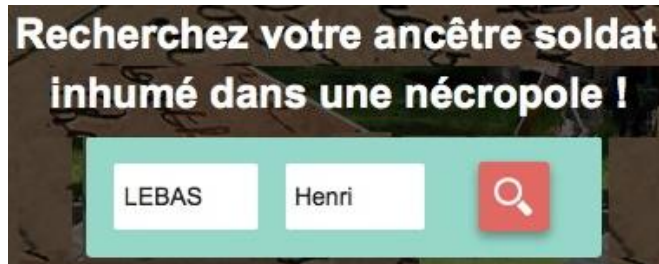 Recherchez votre ancêtre soldat
inhumé dans une nécropole !
LEBAS Henri